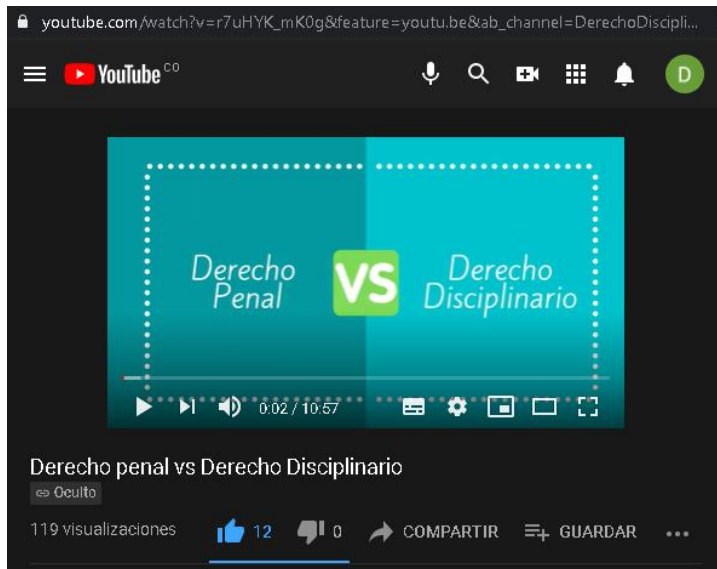 youtube.com/watch?v=r7uHYK_mK0g&feature=youtu.be&ab_channel=DerechoDiscipli...
YouTube CO
D
Derecho Penal
VS
Derecho Disciplinario
0:02 / 10:57
Derecho penal vs Derecho Disciplinario
Oculto
119 visualizaciones 12 0 COMPARTIR GUARDAR